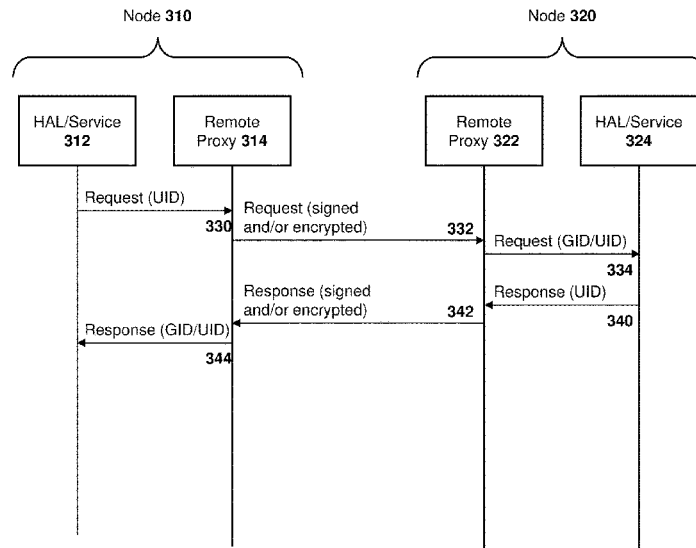 Node 310
Node 320
HAL/Service
312
Remote
Proxy 314
Remote
Proxy 322
HAL/Service
324
Request (UID)
330
Request (signed
and/or encrypted)
332
Request (GID/UID)
334
Response (UID)
340
Response (signed
and/or encrypted)
342
Response (GID/UID)
344